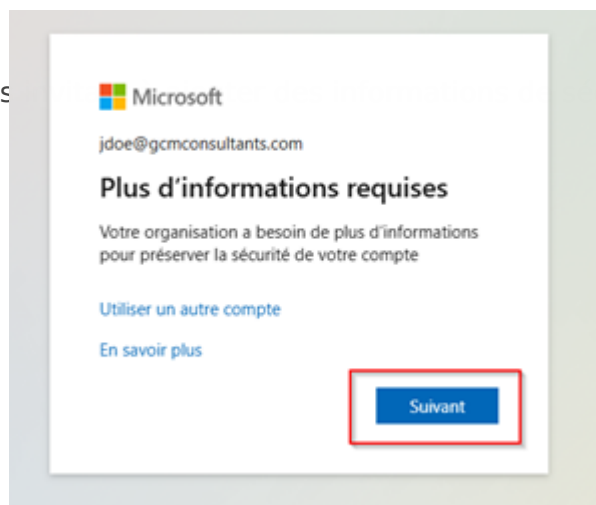 s
Microsoft
jdoe@gcmconsultants.com
Plus d'informations requises
Votre organisation a besoin de plus d'informations
pour préserver la sécurité de votre compte
Utiliser un autre compte
En savoir plus
Suivant